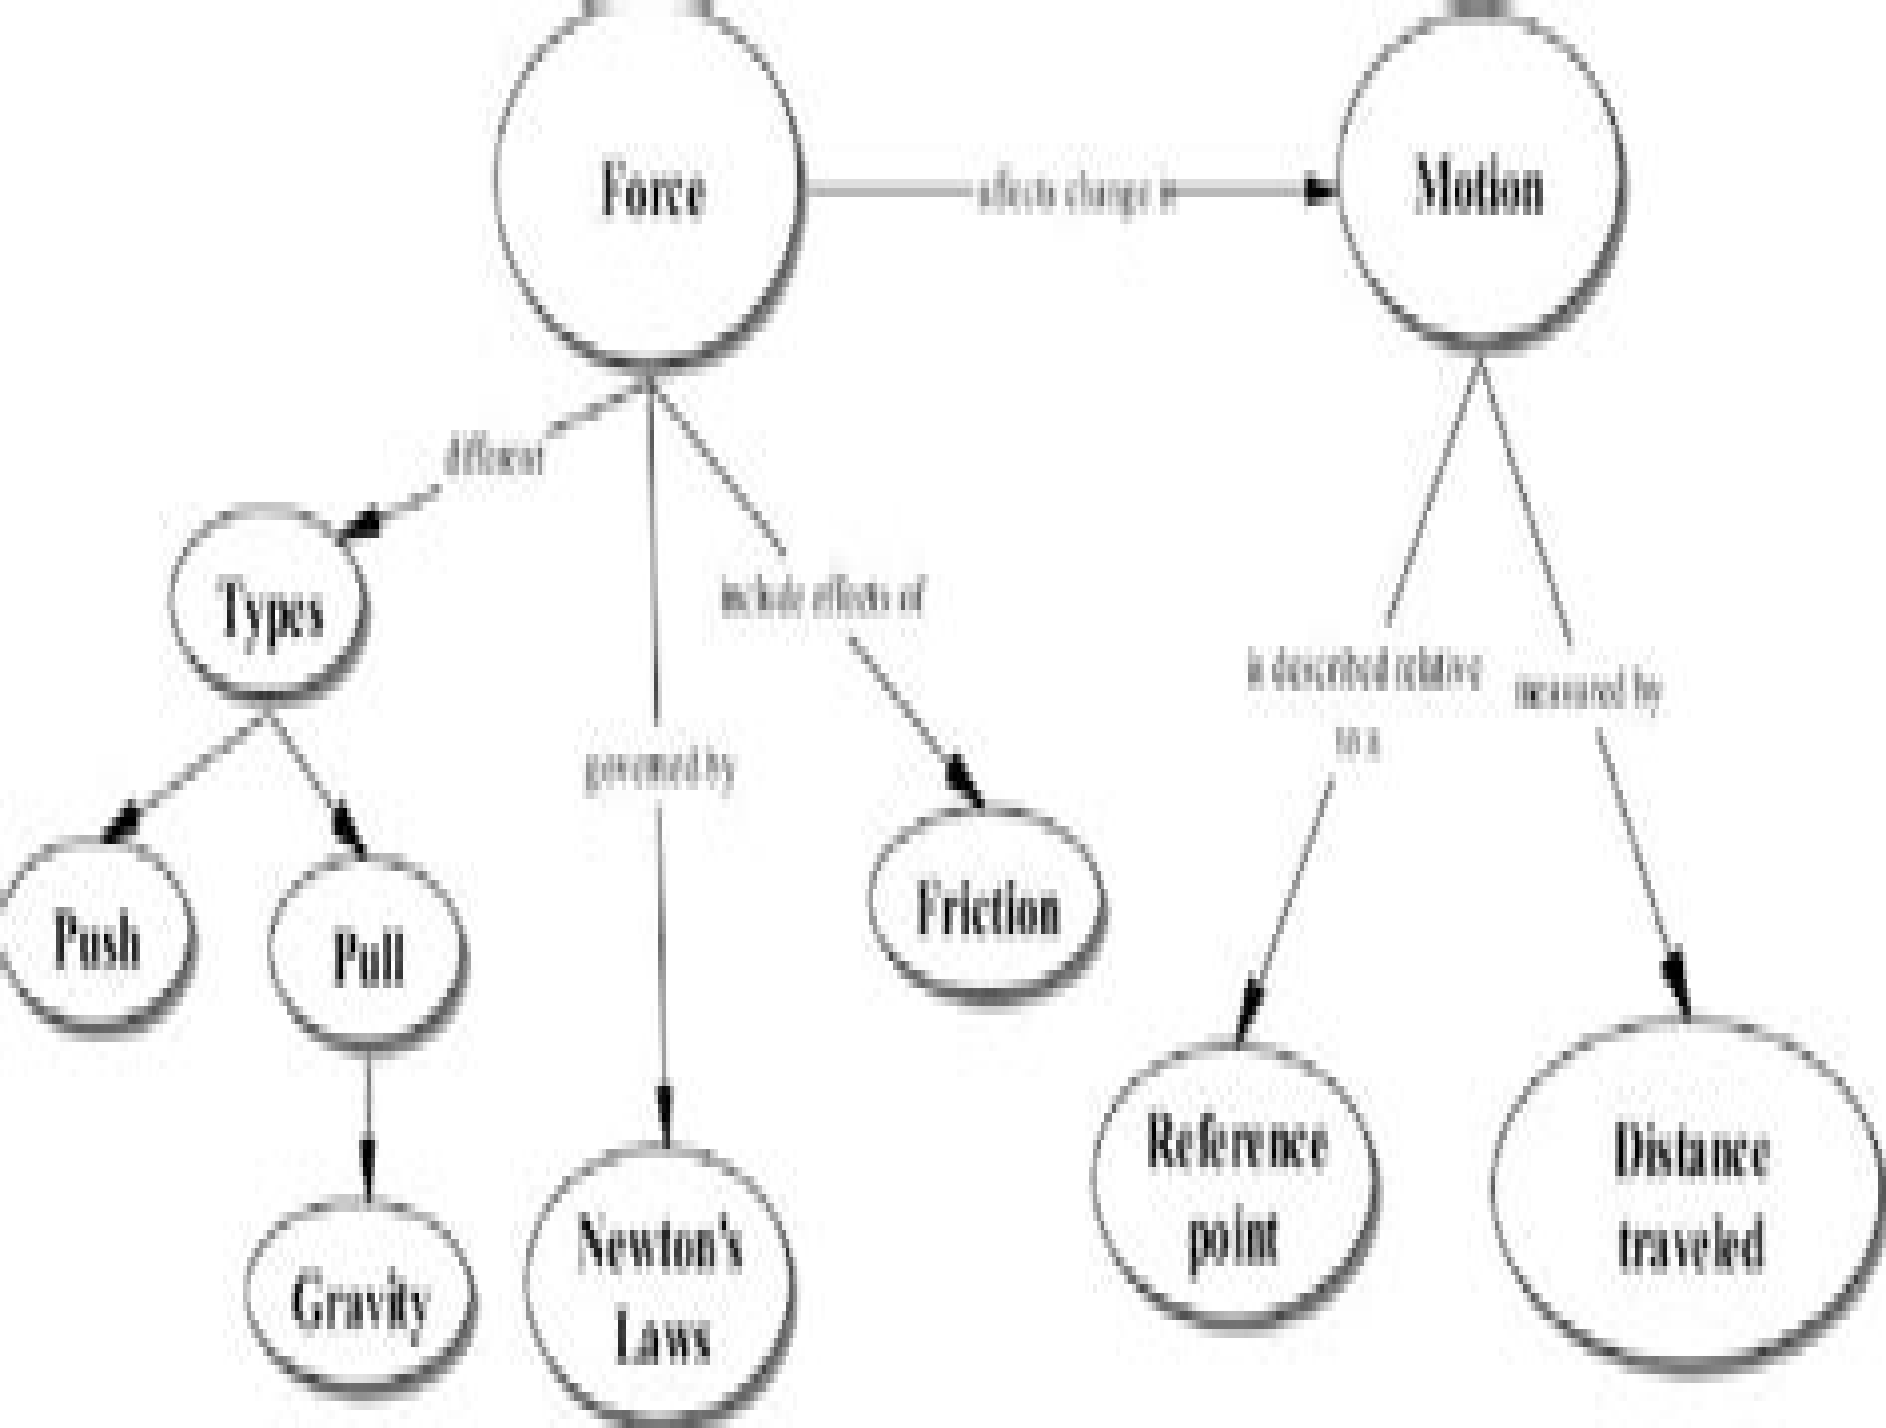 Force
affects change in
Motion
different
Types
include effects of
is described relative
to a
measured by
governed by
Push
Pull
Friction
Reference
point
Distance
traveled
Gravity
Newton's
Laws